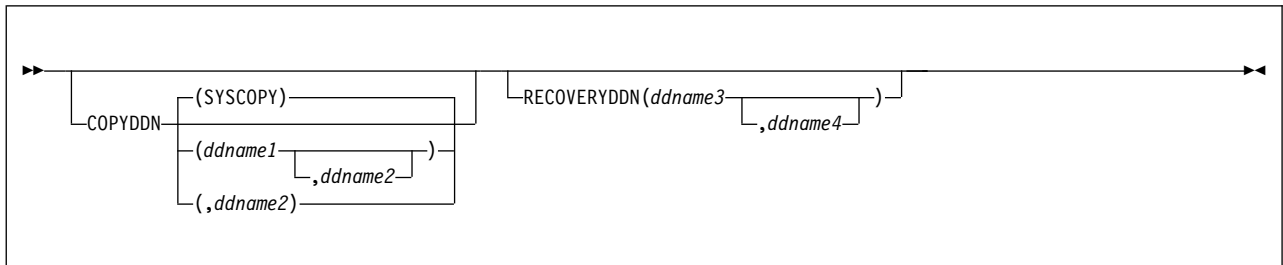 (SYSCOPY)
COPYDDN
(ddname1
,ddname2
)
(,ddname2)
RECOVERYDDN(ddname3
,ddname4
)